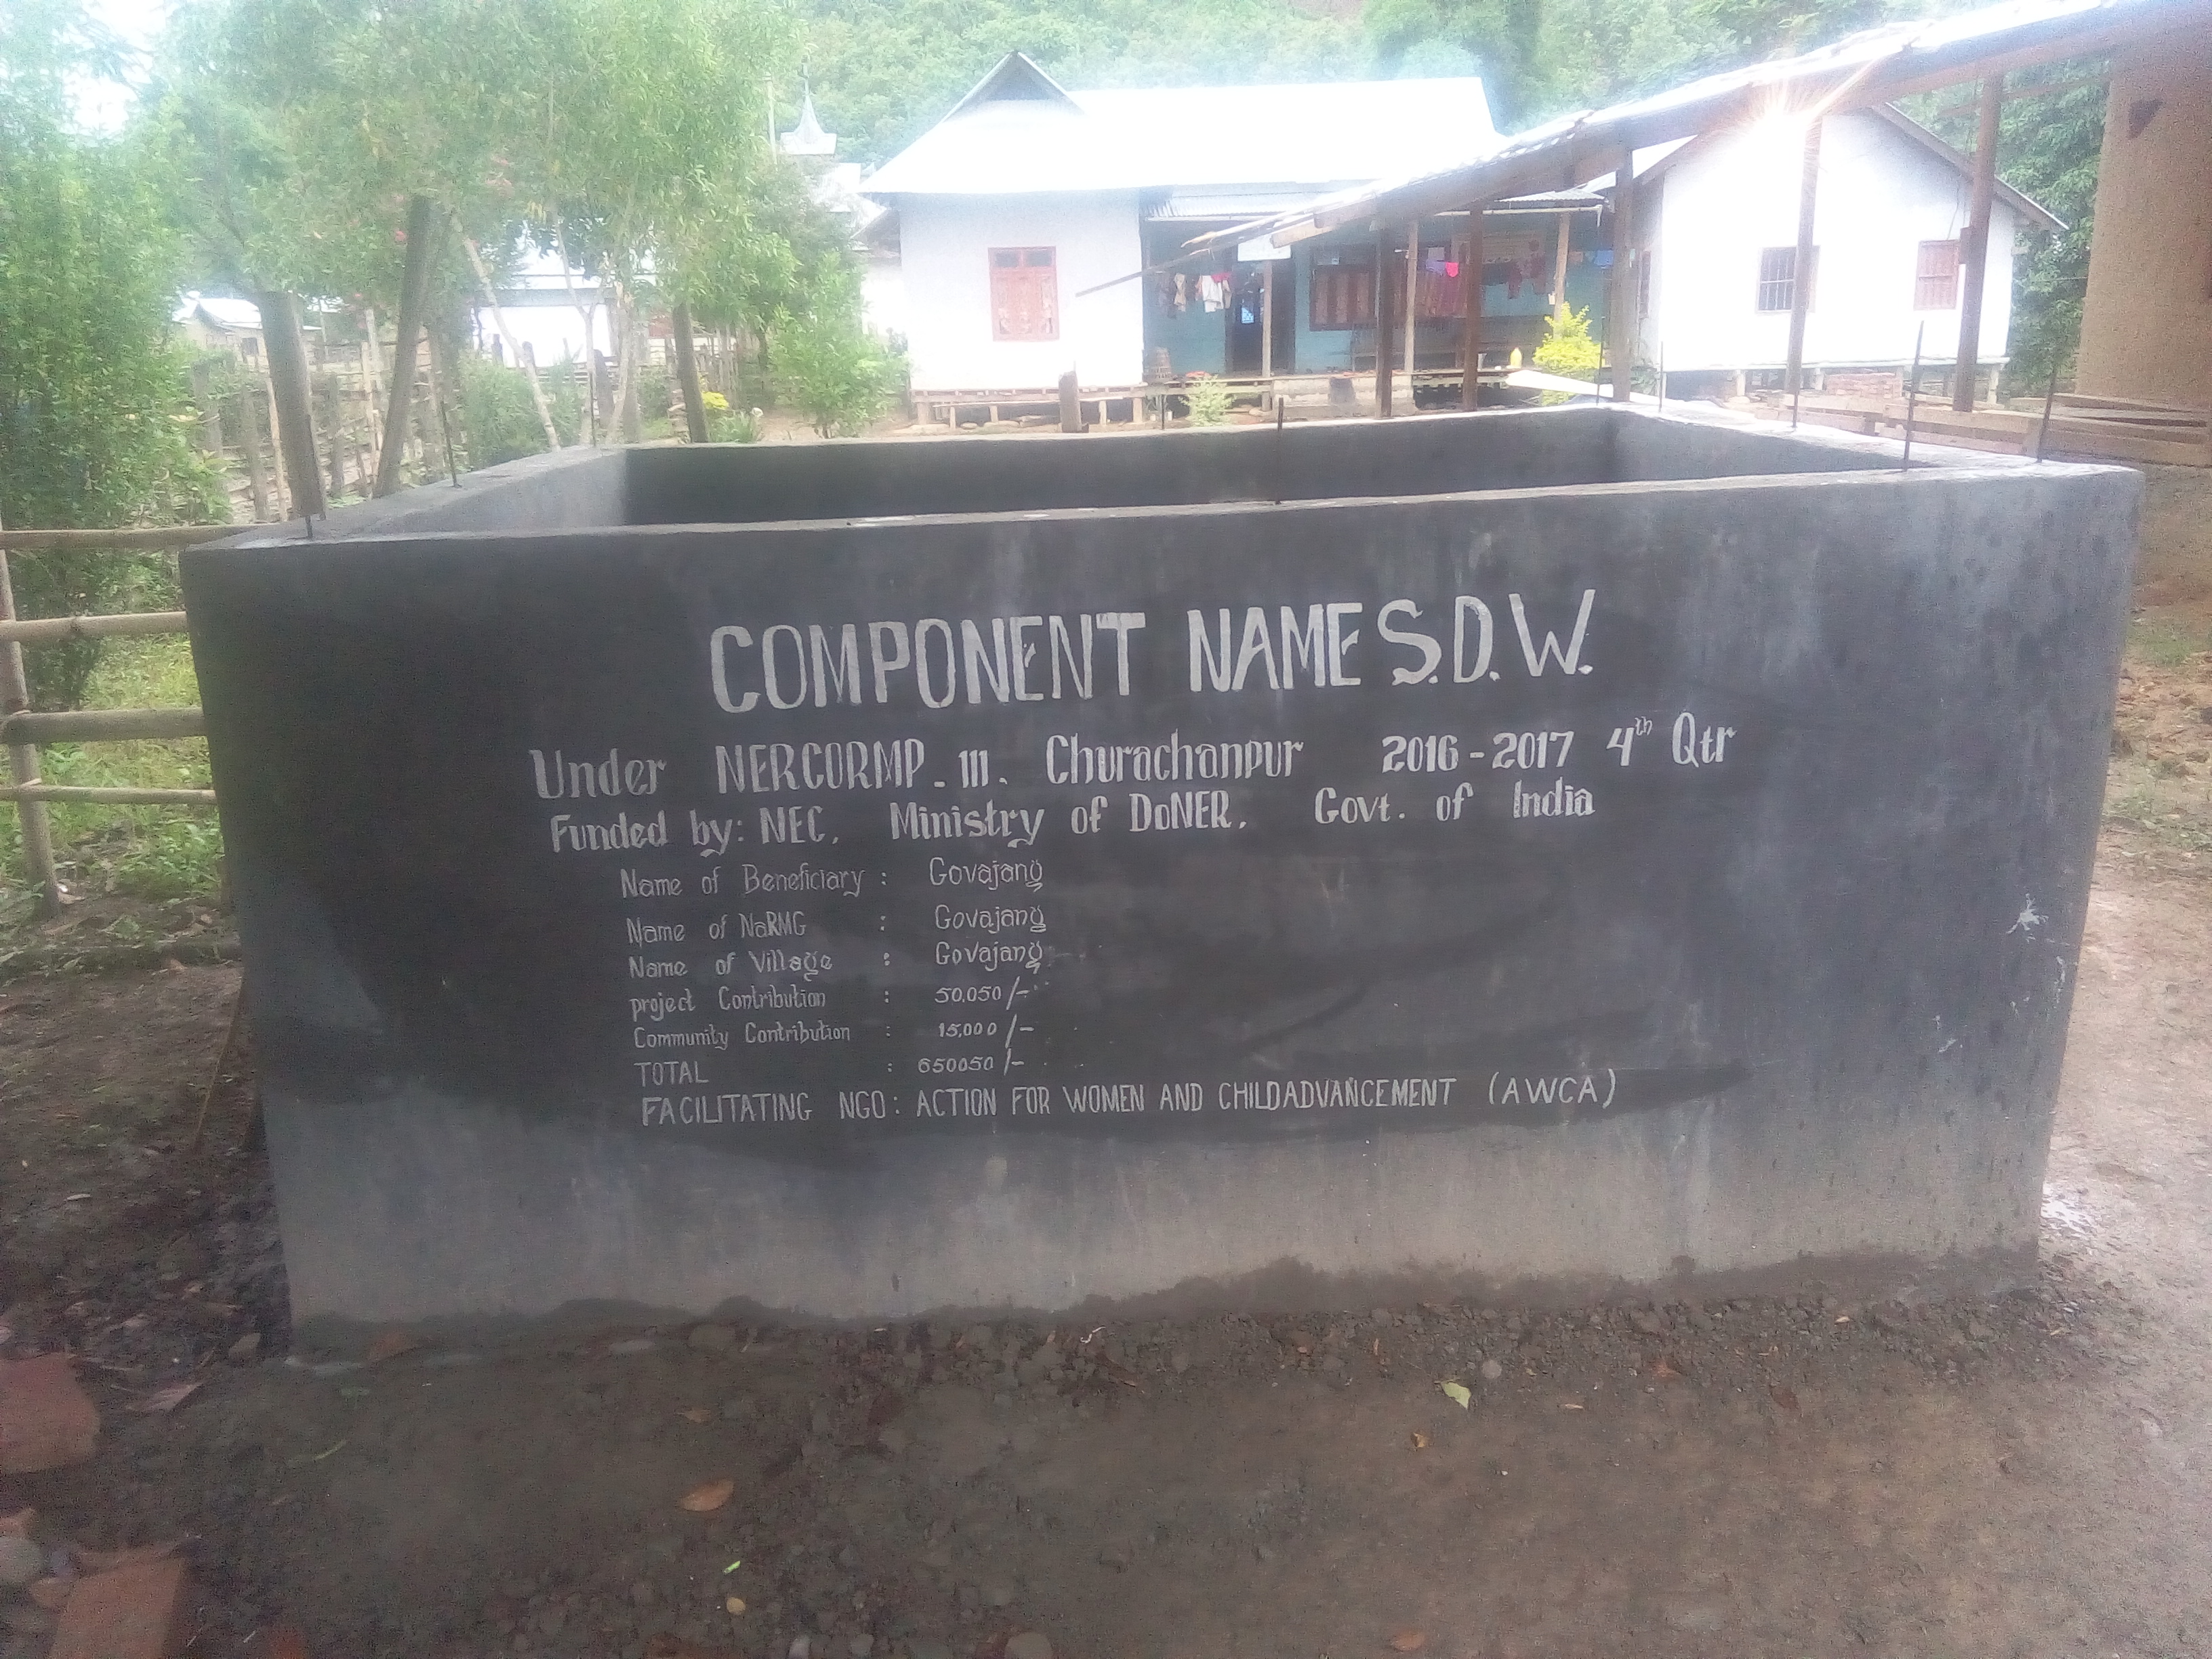 COMPONENT NAME S.D.W.
Under NERCORMP-III. Churachanpur 2016-2017 4th Qtr
Funded by: NEC, Ministry of DoNER, Govt. of India
Name of Beneficiary : Govajang
Name of NaRMG : Govajang
Name of Village : Govajang
project Contribution : 50,050/-
Community Contribution : 15,000/-
TOTAL : 650050/-
FACILITATING NGO: ACTION FOR WOMEN AND CHILDADVANCEMENT (AWCA)